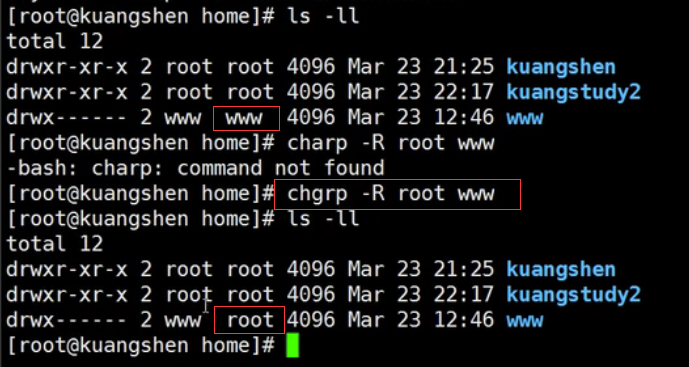 [root@kuangshen home]# ls -ll
total 12
drwxr-xr-x 2 root root 4096 Mar 23 21:25 kuangshen
drwxr-xr-x 2 root root 4096 Mar 23 22:17 kuangstudy2
drwx------ 2 www  www  4096 Mar 23 12:46 www
[root@kuangshen home]# charp -R root www
-bash: charp: command not found
[root@kuangshen home]# chgrp -R root www
[root@kuangshen home]# ls -ll
total 12
drwxr-xr-x 2 root root 4096 Mar 23 21:25 kuangshen
drwxr-xr-x 2 root root 4096 Mar 23 22:17 kuangstudy2
drwx------ 2 www  root 4096 Mar 23 12:46 www
[root@kuangshen home]#